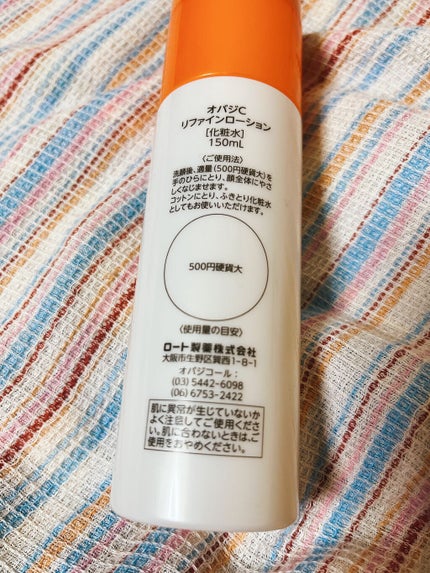 オバジC
リファインローション
[化粧水]
150mL
〈ご使用法〉
洗顔後、適量(500円硬貨大)を
手のひらにとり、顔全体にやさ
しくなじませます。
コットンにとり、ふきとり化粧水
としてもお使いいただけます。
500円硬貨大
〈使用量の目安〉
ロート製薬株式会社
大阪市生野区巽西1-8-1
オバジコール:
(03)5442-6098
(06)6753-2422
肌に異常が生じていないか
よく注意してご使用くださ
い。肌に合わないときは、ご
使用をおやめください。